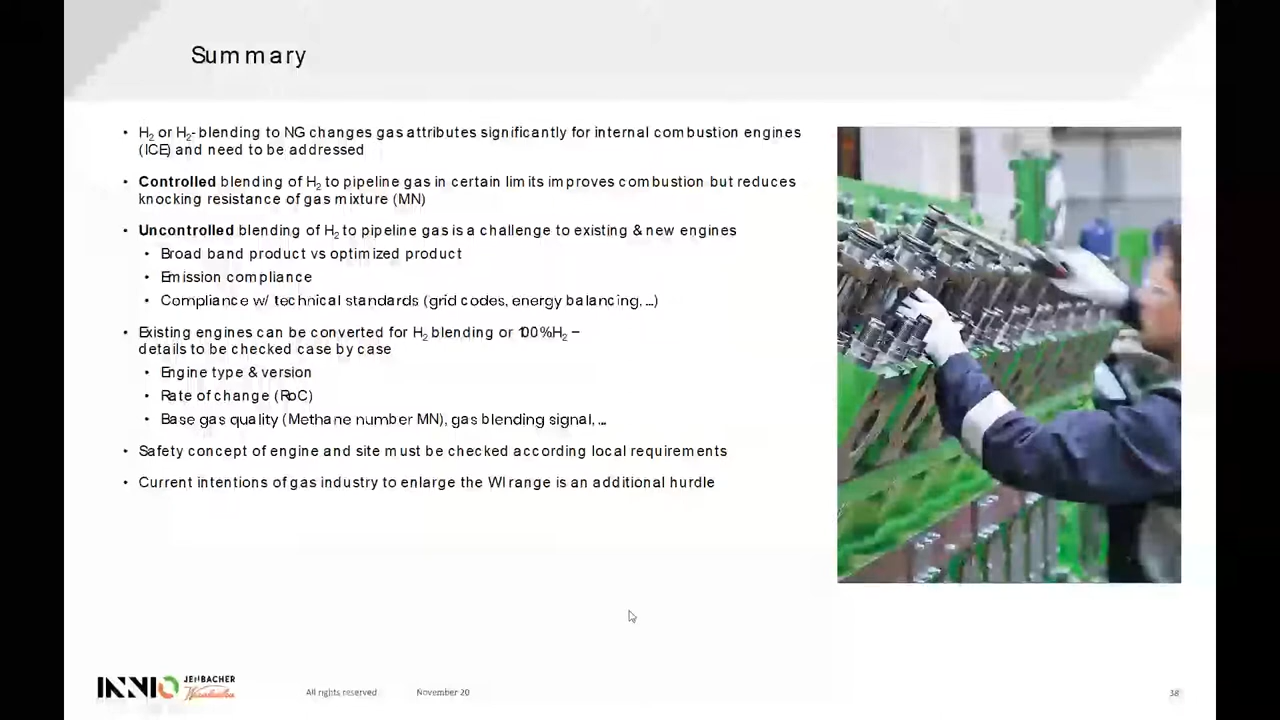 Summary
• H₂ or H₂-blending to NG changes gas attributes significantly for internal combustion engines
(ICE) and need to be addressed
• Controlled blending of H₂ to pipeline gas in certain limits improves combustion but reduces
knocking resistance of gas mixture (MN)
• Uncontrolled blending of H₂ to pipeline gas is a challenge to existing & new engines
• Broad band product vs optimized product
• Emission compliance
• Compliance w/ technical standards (grid codes, energy balancing, …)
• Existing engines can be converted for H₂ blending or 100%H₂ –
details to be checked case by case
• Engine type & version
• Rate of change (RoC)
• Base gas quality (Methane number MN), gas blending signal, …
• Safety concept of engine and site must be checked according local requirements
• Current intentions of gas industry to enlarge the WI range is an additional hurdle
INNIO
JENBACHER
Waukesha
All rights reserved
November 20
38